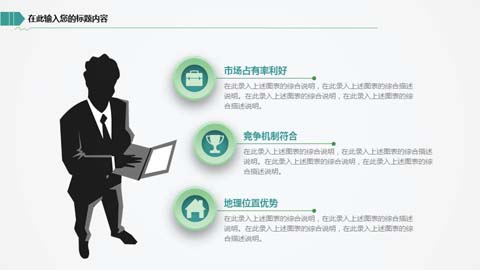 在此输入您的标题内容
市场占有率利好
在此录入上述图表的综合说明，在此录入上述图表的综合描述
说明。在此录入上述图表的综合说明，在此录入上述图表的综
合描述说明。
竞争机制符合
在此录入上述图表的综合说明，在此录入上述图表的综合描述
说明。在此录入上述图表的综合说明，在此录入上述图表的综
合描述说明。
地理位置优势
在此录入上述图表的综合说明，在此录入上述图表的综合描述
说明。在此录入上述图表的综合说明，在此录入上述图表的综
合描述说明。